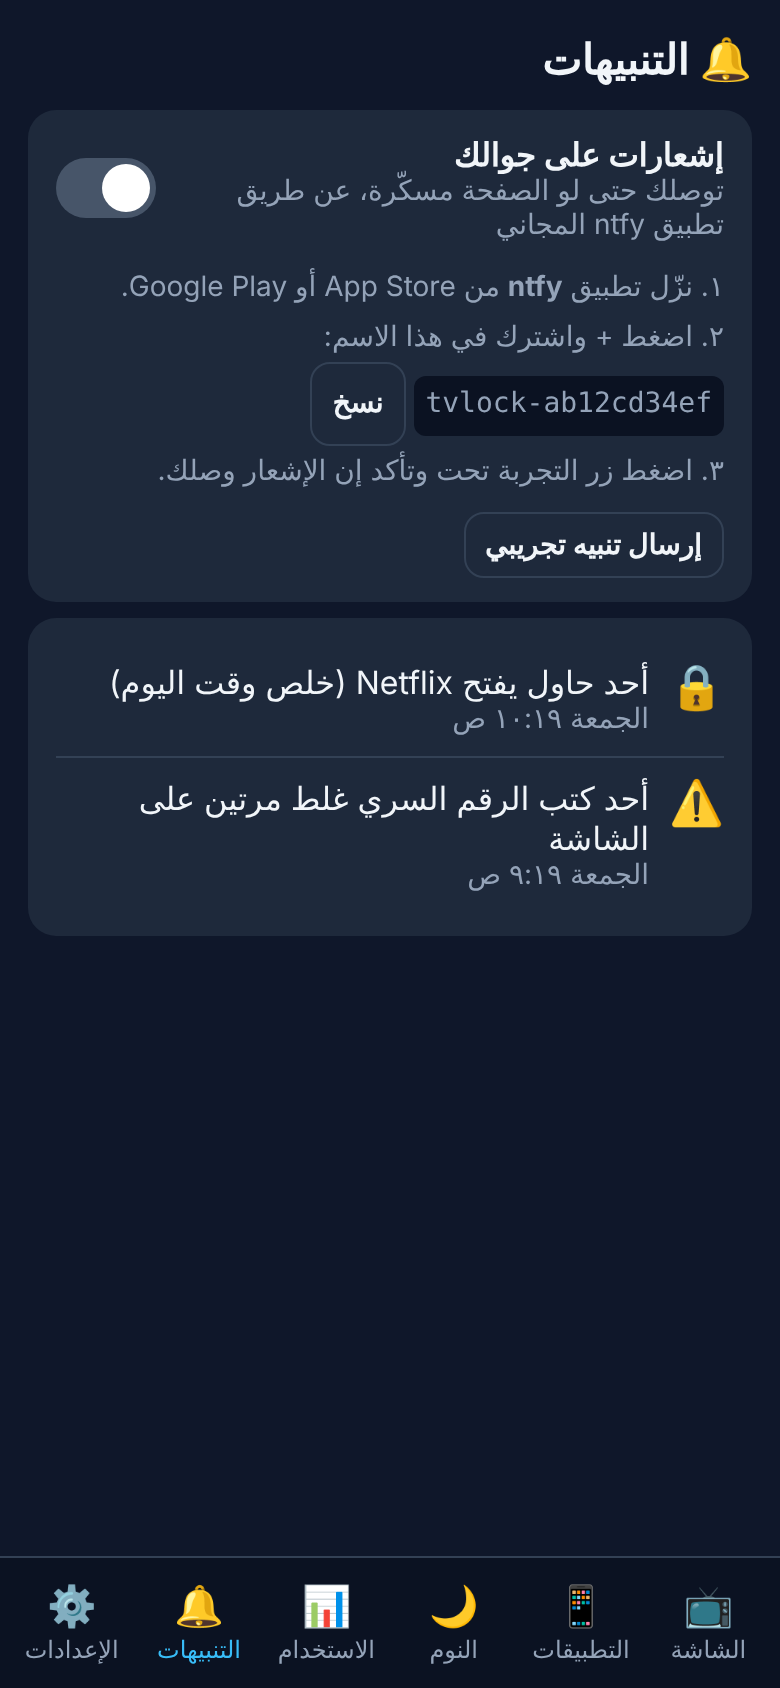 🔔 التنبيهات
إشعارات على جوالك
توصلك حتى لو الصفحة مسكّرة، عن طريق
تطبيق ntfy المجاني
١. نزّل تطبيق ntfy من App Store أو Google Play.
٢. اضغط + واشترك في هذا الاسم:
tvlock-ab12cd34ef
نسخ
٣. اضغط زر التجربة تحت وتأكد إن الإشعار وصلك.
إرسال تنبيه تجريبي
أحد حاول يفتح Netflix (خلص وقت اليوم)
الجمعة ١٠:١٩ ص
أحد كتب الرقم السري غلط مرتين على
الشاشة
الجمعة ٩:١٩ ص
الشاشة
التطبيقات
النوم
الاستخدام
التنبيهات
الإعدادات